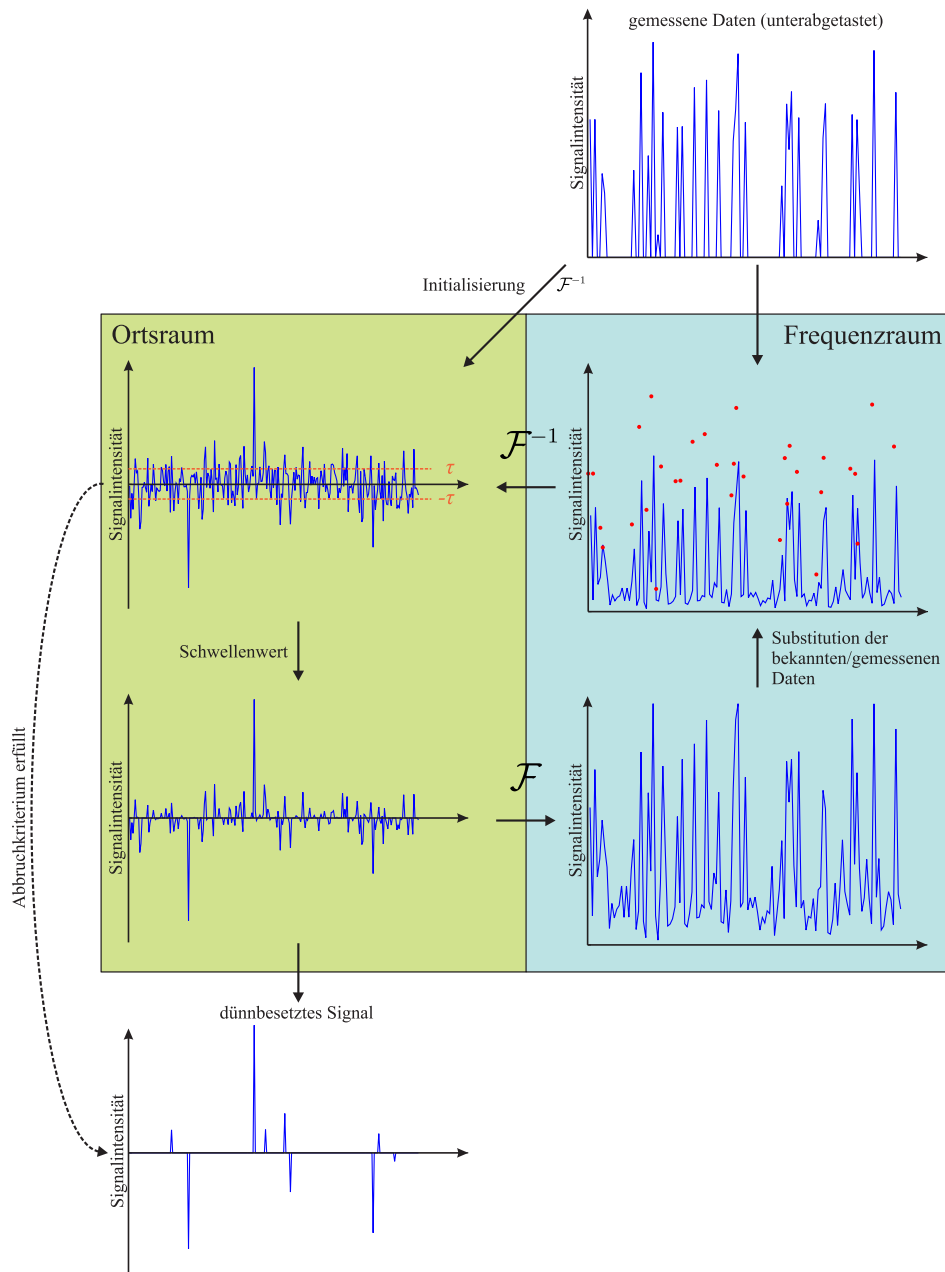 gemessene Daten (unterabgetastet)
Signalintensität
Initialisierung
𝓕⁻¹
Ortsraum
Frequenzraum
Signalintensität
τ
-τ
𝓕⁻¹
Signalintensität
Schwellenwert
Substitution der
bekannten/gemessenen
Daten
Signalintensität
𝓕
Signalintensität
Abbruchkriterium erfüllt
dünnbesetztes Signal
Signalintensität